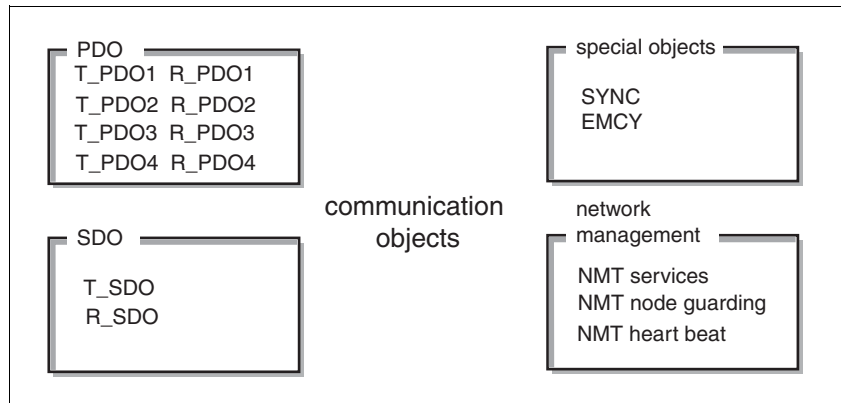 PDO
T_PDO1 R_PDO1
T_PDO2 R_PDO2
T_PDO3 R_PDO3
T_PDO4 R_PDO4
special objects
SYNC
EMCY
communication
objects
SDO
T_SDO
R_SDO
network
management
NMT services
NMT node guarding
NMT heart beat